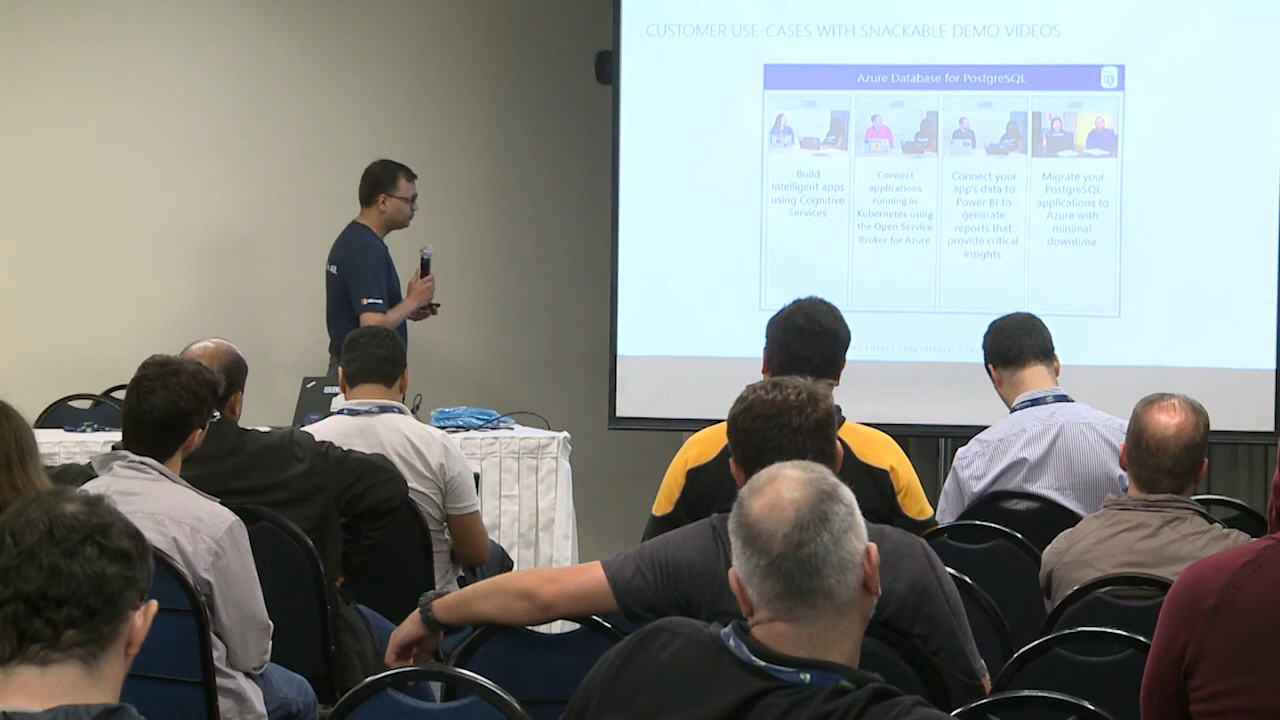 CUSTOMER USE-CASES WITH SNACKABLE DEMO VIDEOS
Azure Database for PostgreSQL
Build
Intelligent apps
using Cognitive
Services
Connect
applications
running in
Kubernetes using
the Open Service
Broker for Azure
Connect your
app's data to
Power BI to
generate
reports that
provide critical
insights
Migrate your
PostgreSQL
applications to
Azure with
minimal
downtime